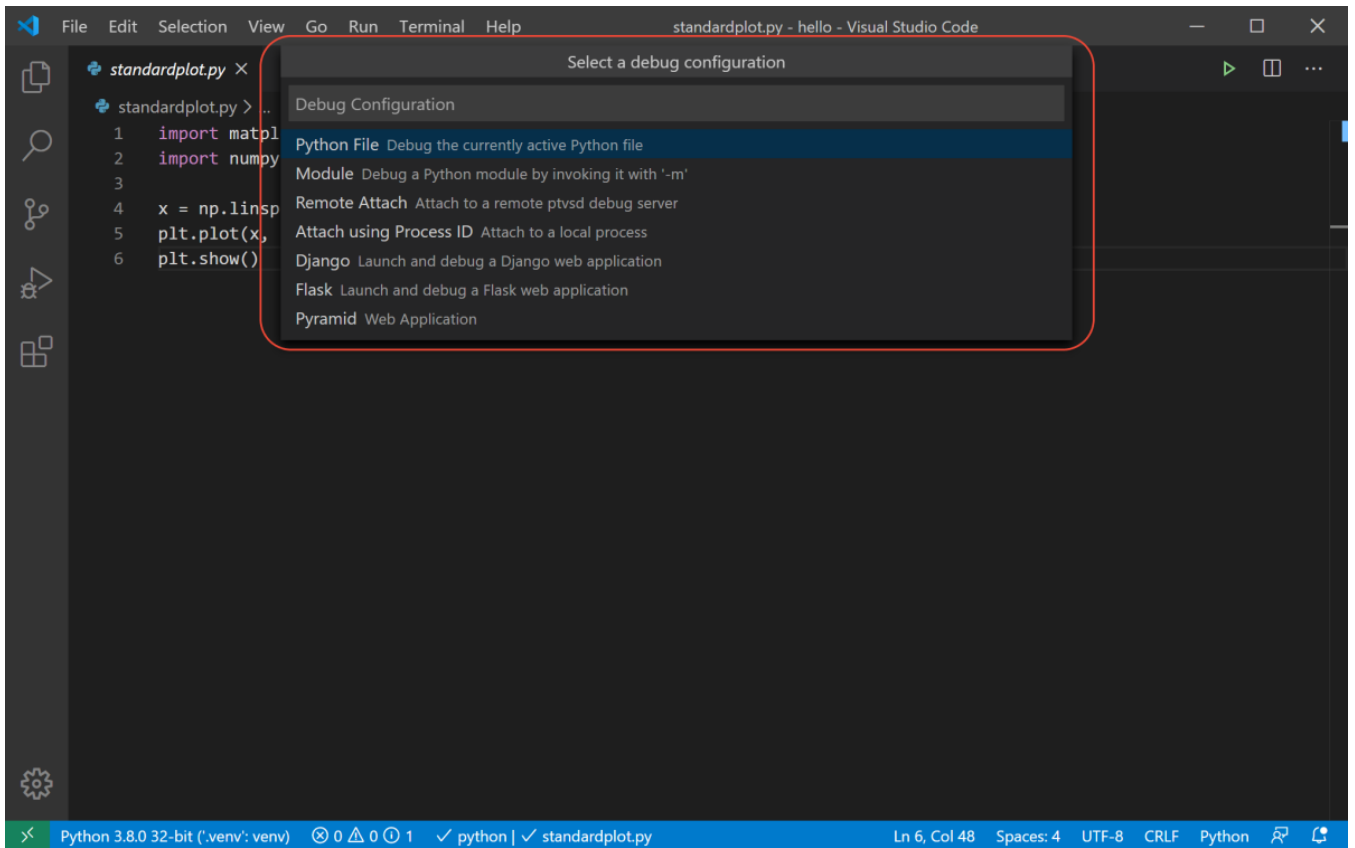 File Edit Selection View Go Run Terminal Help standardplot.py - hello - Visual Studio Code
Select a debug configuration
standardplot.py
Debug Configuration
standardplot.py > ...
1 import matpl
2 import numpy
3
4 x = np.linsp
5 plt.plot(x,
6 plt.show()
Python File Debug the currently active Python file
Module Debug a Python module by invoking it with '-m'
Remote Attach Attach to a remote ptvsd debug server
Attach using Process ID Attach to a local process
Django Launch and debug a Django web application
Flask Launch and debug a Flask web application
Pyramid Web Application
Python 3.8.0 32-bit ('.venv': venv) 0 0 1 python | standardplot.py Ln 6, Col 48 Spaces: 4 UTF-8 CRLF Python